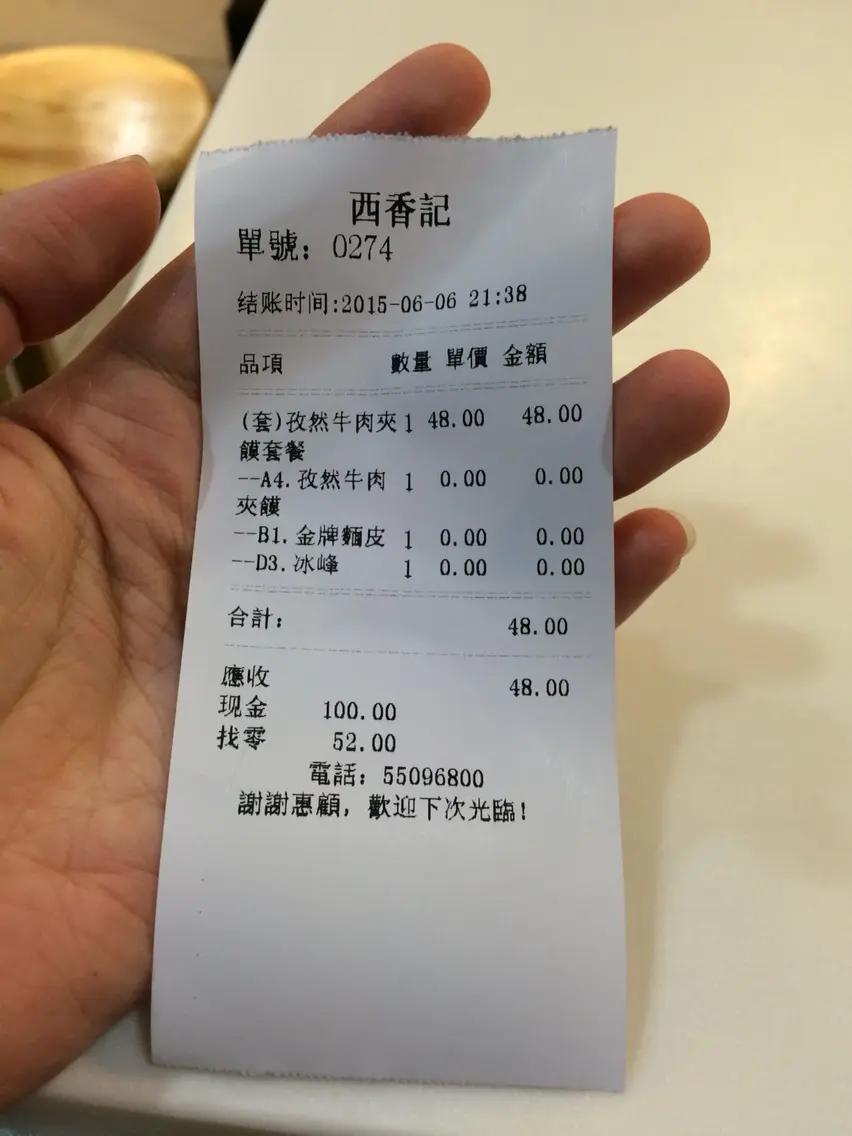 西香記
單號: 0274
结账时间:2015-06-06 21:38
品項 數量 單價 金額
(套)孜然牛肉夾 1 48.00 48.00
饃套餐
--A4.孜然牛肉 1 0.00 0.00
夾饃
--B1.金牌麵皮 1 0.00 0.00
--D3.冰峰 1 0.00 0.00
合計: 48.00
應收 48.00
现金 100.00
找零 52.00
電話: 55096800
謝謝惠顧, 歡迎下次光臨!